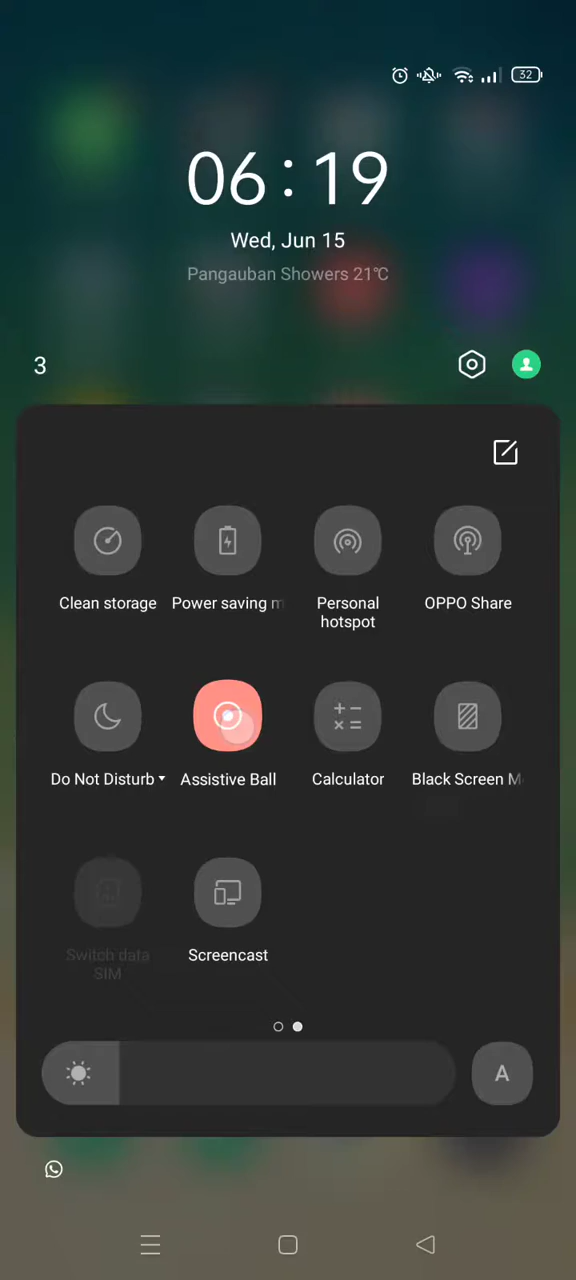 32
06:19
Wed, Jun 15
Pangauban Showers 21℃
3
Clean storage
Power saving m
Personal
hotspot
OPPO Share
Do Not Disturb
Assistive Ball
Calculator
Black Screen M
Switch data
SIM
Screencast
A